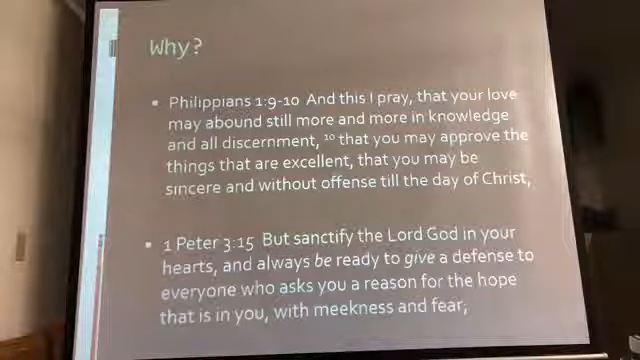 Why?
▪ Philippians 1:9-10 And this I pray, that your love
may abound still more and more in knowledge
and all discernment, ¹⁰ that you may approve the
things that are excellent, that you may be
sincere and without offense till the day of Christ,
▪ 1 Peter 3:15 But sanctify the Lord God in your
hearts, and always be ready to give a defense to
everyone who asks you a reason for the hope
that is in you, with meekness and fear;